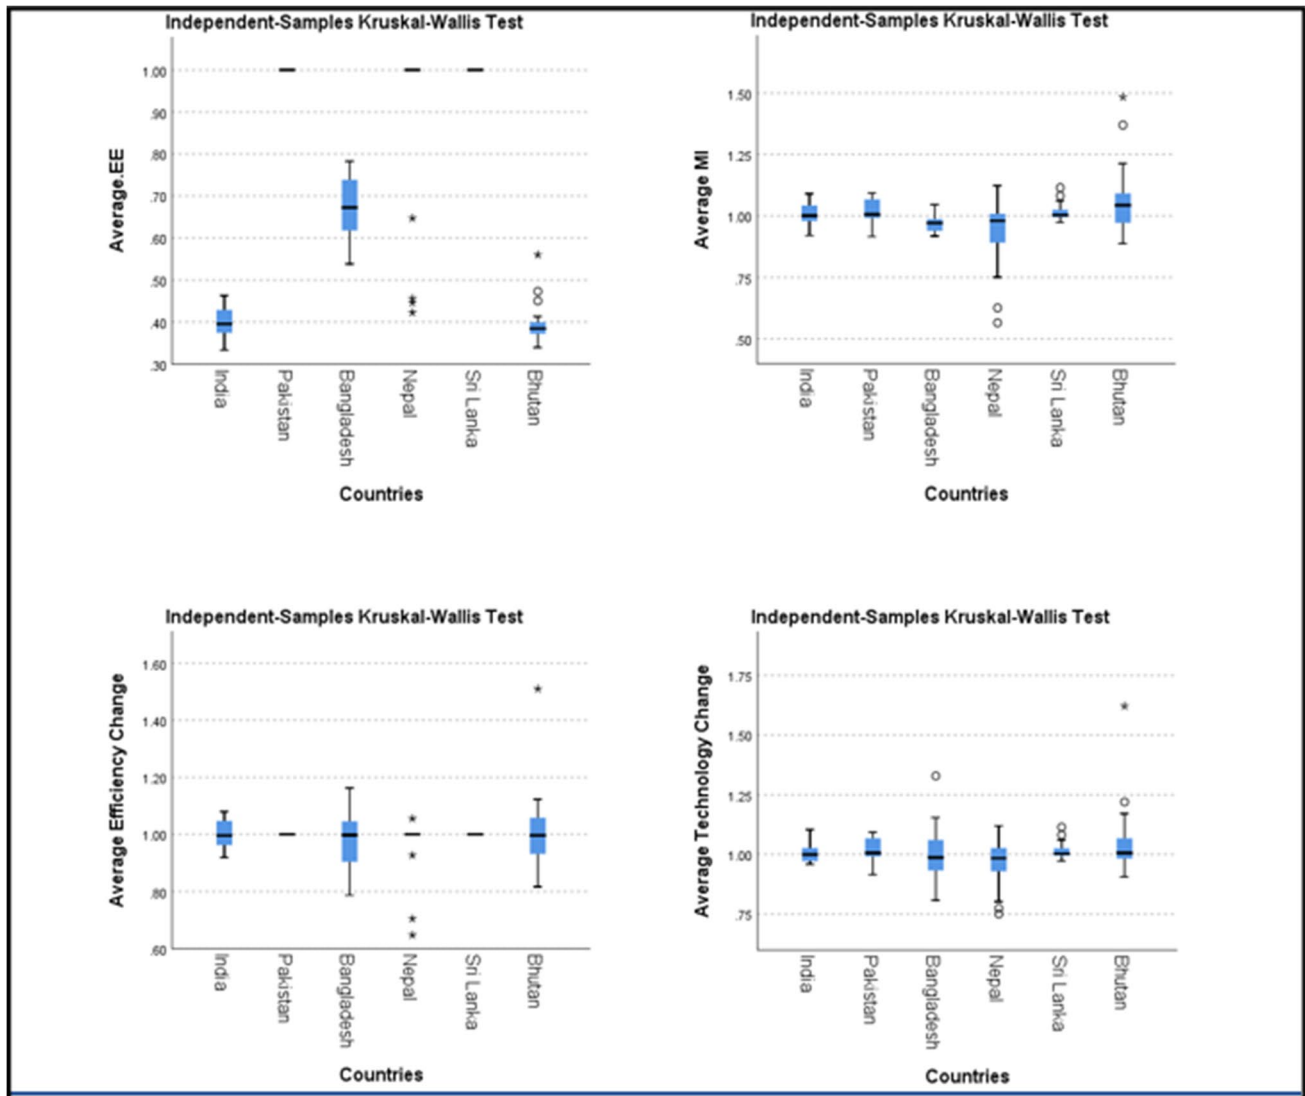 Independent-Samples Kruskal-Wallis Test
Average.EE
1.00
.90
.80
.70
.60
.50
.40
.30
India
Pakistan
Bangladesh
Nepal
Sri Lanka
Bhutan
Countries
Independent-Samples Kruskal-Wallis Test
Average MI
1.50
1.25
1.00
.75
.50
India
Pakistan
Bangladesh
Nepal
Sri Lanka
Bhutan
Countries
Independent-Samples Kruskal-Wallis Test
Average Efficiency Change
1.60
1.40
1.20
1.00
.80
.60
India
Pakistan
Bangladesh
Nepal
Sri Lanka
Bhutan
Countries
Independent-Samples Kruskal-Wallis Test
Average Technology Change
1.75
1.50
1.25
1.00
.75
India
Pakistan
Bangladesh
Nepal
Sri Lanka
Bhutan
Countries